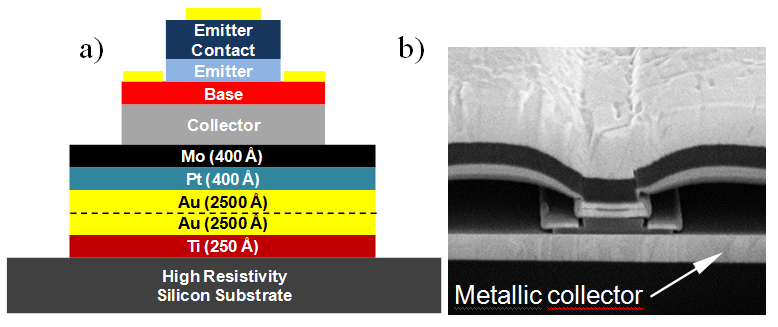 a)
Emitter
Contact
Emitter
Base
Collector
Mo (400 Å)
Pt (400 Å)
Au (2500 Å)
Au (2500 Å)
Ti (250 Å)
High Resistivity
Silicon Substrate
b)
Metallic collector